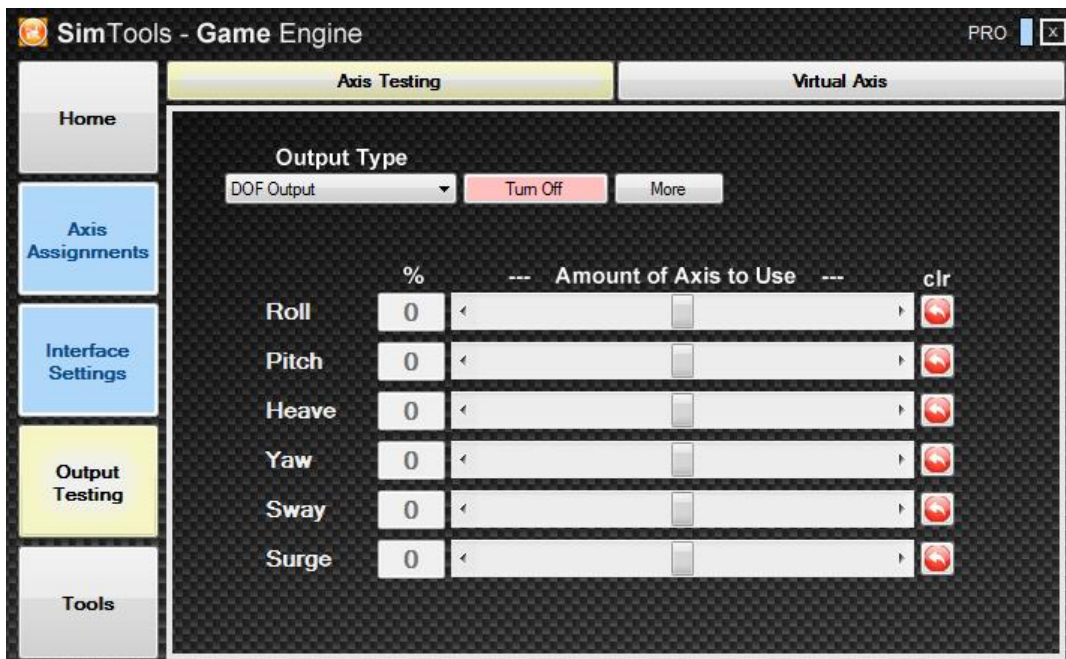 SimTools - Game Engine
PRO
X
Home
Axis Assignments
Interface Settings
Output Testing
Tools
Axis Testing
Virtual Axis
Output Type
DOF Output
Turn Off
More
% --- Amount of Axis to Use --- clr
Roll 0
Pitch 0
Heave 0
Yaw 0
Sway 0
Surge 0